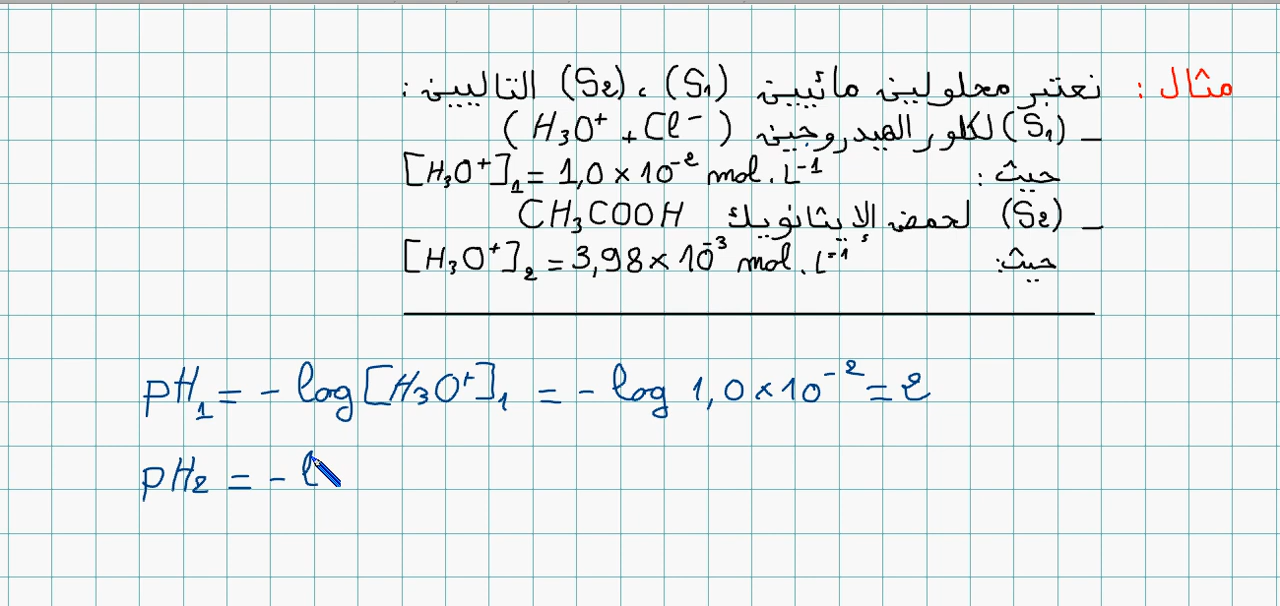 مثال : نعتبر محلولين مائيين (S₁) ، (S₂) التاليين :
_ (S₁) لكلور الهيدروجين (H₃O⁺ + Cl⁻)
حيث : [H₃O⁺]₁ = 1,0 × 10⁻² mol . L⁻¹
_ (S₂) لحمض الإيثانويك CH₃COOH
حيث: [H₃O⁺]₂ = 3,98 × 10⁻³ mol . L⁻¹
pH₁ = - log [H₃O⁺]₁ = - log 1,0 × 10⁻² = 2
pH₂ = - l